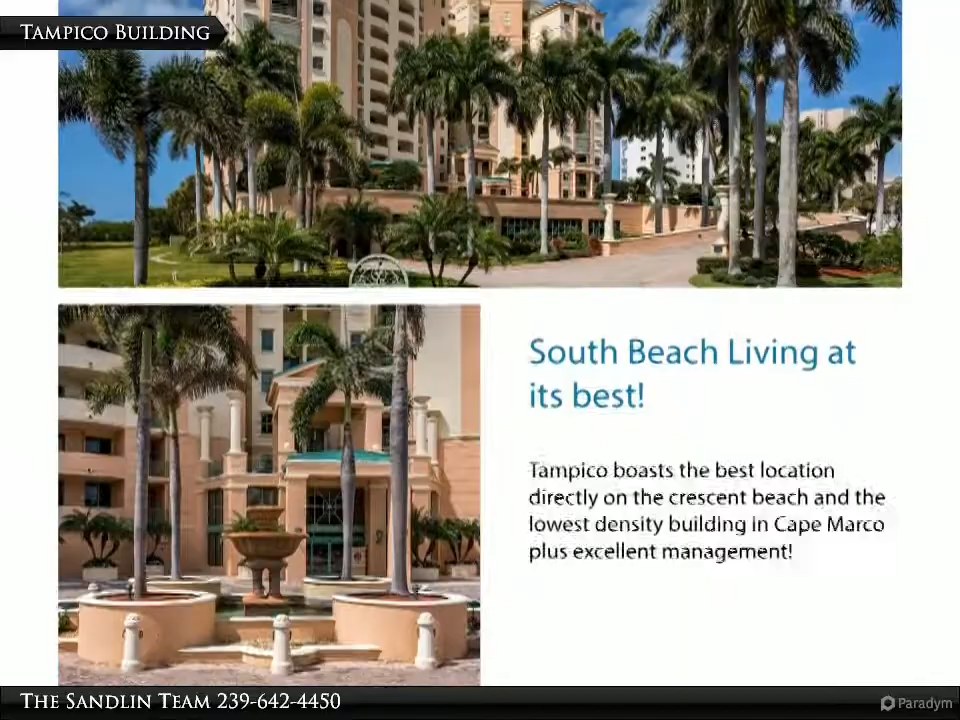 Tampico Building
South Beach Living at
its best!
Tampico boasts the best location
directly on the crescent beach and the
lowest density building in Cape Marco
plus excellent management!
The Sandlin Team 239-642-4450
Paradym